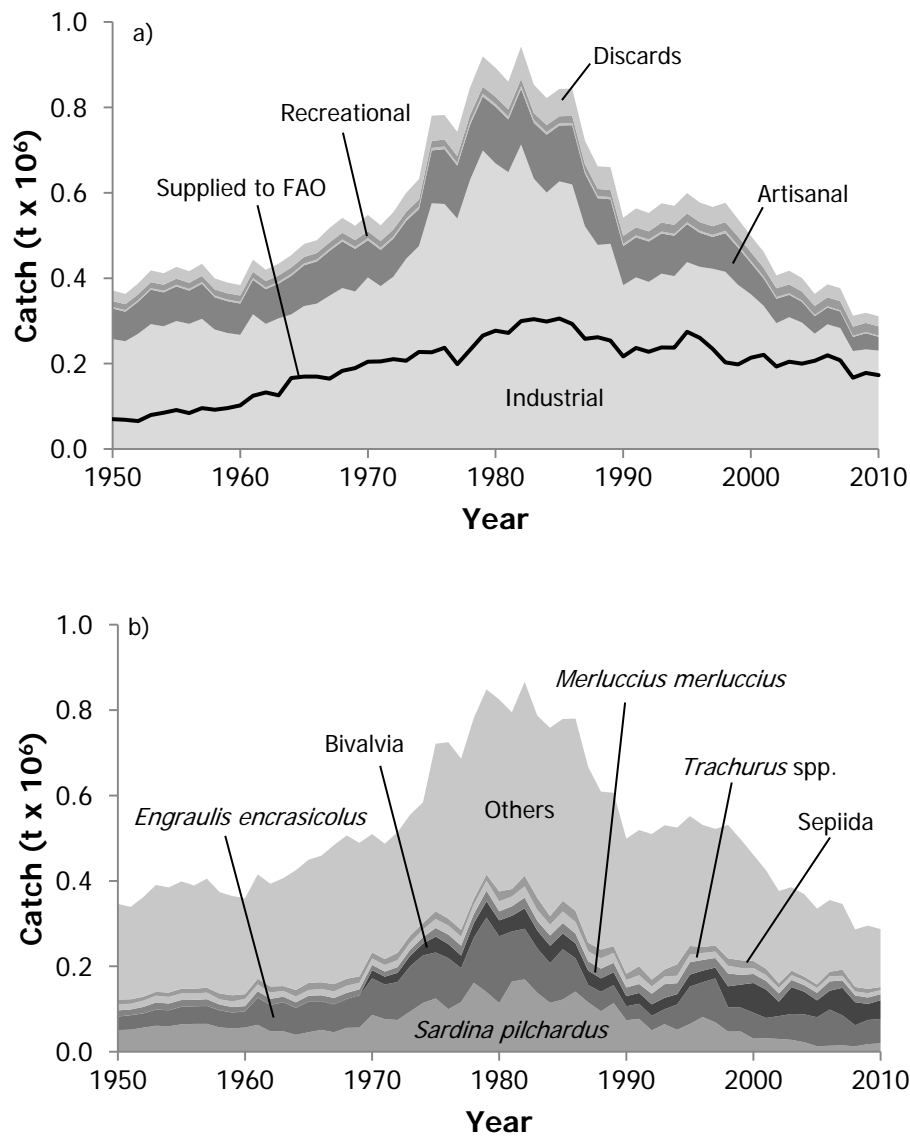 a)
1.0
0.8
0.6
0.4
0.2
0.0
Catch (t x 10⁶)
Discards
Recreational
Supplied to FAO
Artisanal
Industrial
1950 1960 1970 1980 1990 2000 2010
Year
b)
1.0
0.8
0.6
0.4
0.2
0.0
Catch (t x 10⁶)
Merluccius merluccius
Bivalvia
Trachurus spp.
Engraulis encrasicolus
Others
Sepiida
Sardina pilchardus
1950 1960 1970 1980 1990 2000 2010
Year